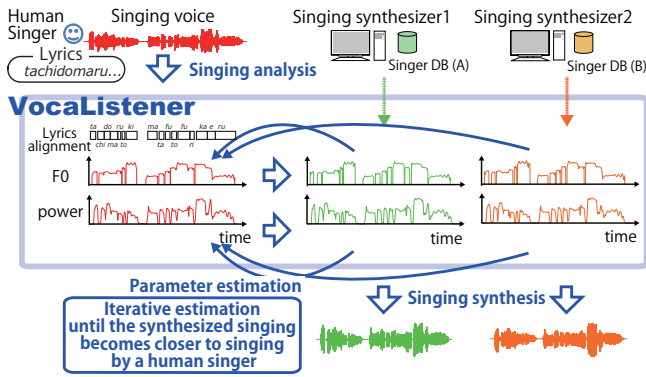 Human
Singer
Singing voice
Lyrics
tachidomaru...
Singing analysis
Singing synthesizer1
Singer DB (A)
Singing synthesizer2
Singer DB (B)
VocaListener
Lyrics
alignment
ta do ru ki ma fu fu ka e ru
chi ma to ta to ri
F0
power
time
time
time
Parameter estimation
Iterative estimation
until the synthesized singing
becomes closer to singing
by a human singer
Singing synthesis